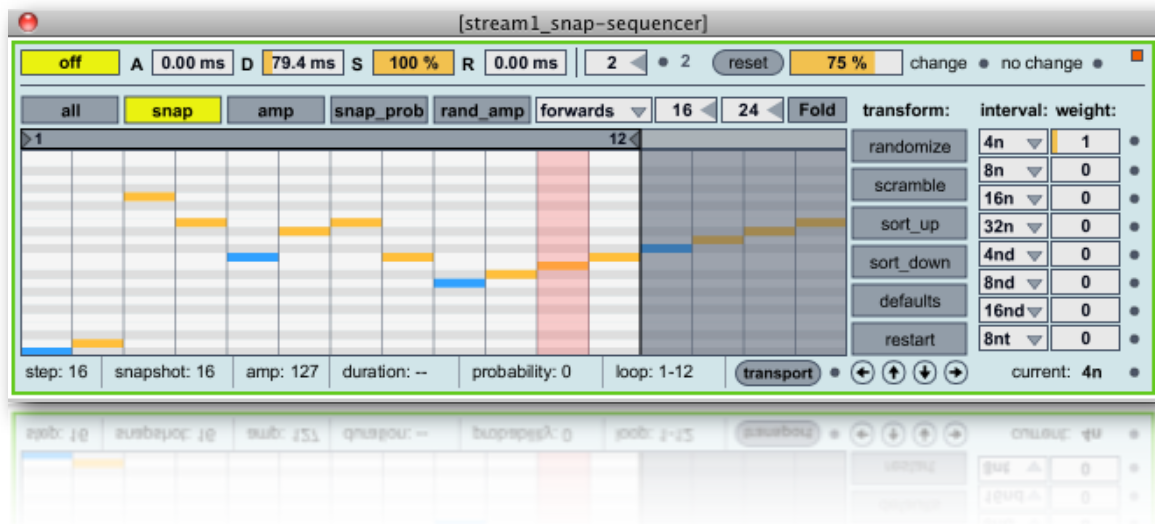 [stream1_snap-sequencer]
off A 0.00 ms D 79.4 ms S 100 % R 0.00 ms 2 2 reset 75 % change no change
all snap amp snap_prob rand_amp forwards 16 24 Fold transform: interval: weight:
1 12
randomize
scramble
sort_up
sort_down
defaults
restart
4n 1
8n 0
16n 0
32n 0
4nd 0
8nd 0
16nd 0
8nt 0
step: 16 snapshot: 16 amp: 127 duration: -- probability: 0 loop: 1-12 transport current: 4n